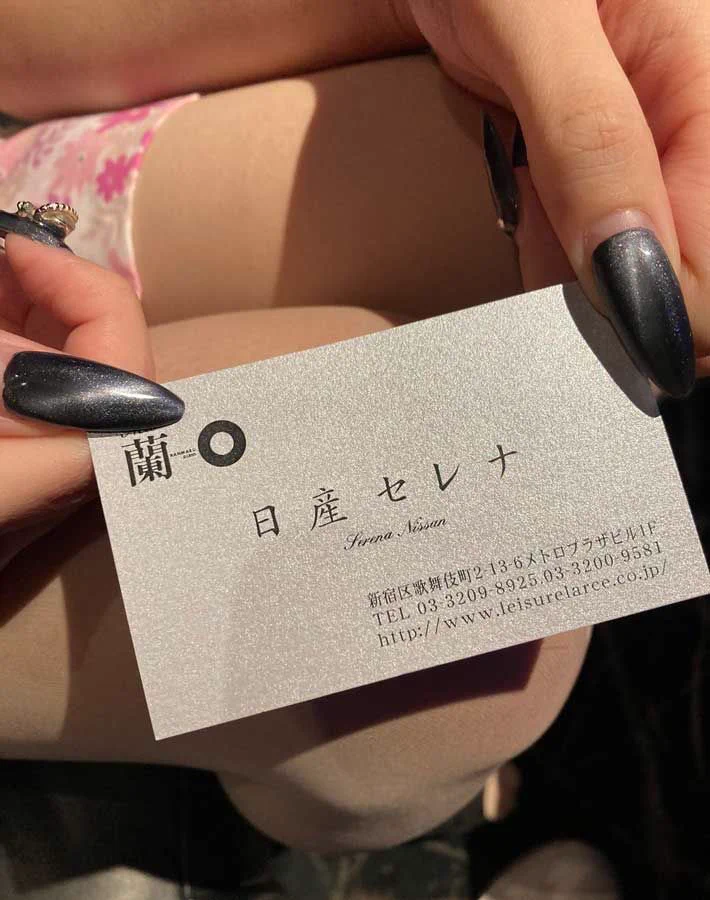 蘭○
日産 セレナ
Serena Nissan
新宿区歌舞伎町2-13-6メトロプラザビル1F
TEL 03-3209-8925.03-3200-9581
http://www.leisurelarce.co.jp/